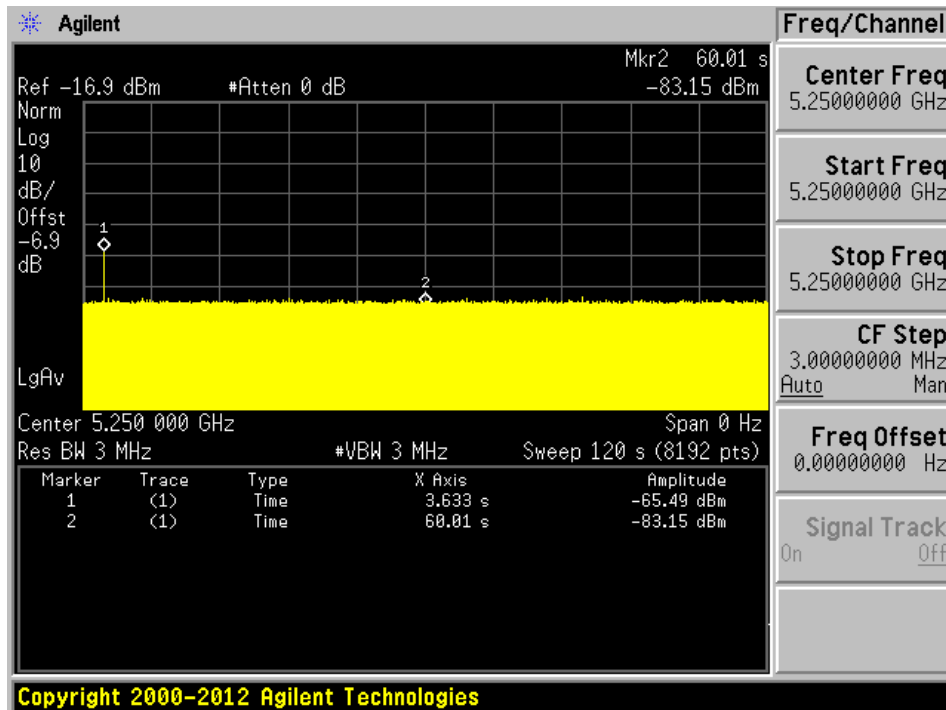 Agilent
Freq/Channel
Mkr2 60.01 s
Ref -16.9 dBm #Atten 0 dB -83.15 dBm
Norm
Log
10
dB/
Offst
-6.9
dB
1
2
LgAv
Center 5.250 000 GHz Span 0 Hz
Res BW 3 MHz #VBW 3 MHz Sweep 120 s (8192 pts)
Marker Trace Type X Axis Amplitude
1 (1) Time 3.633 s -65.49 dBm
2 (1) Time 60.01 s -83.15 dBm
Center Freq
5.25000000 GHz
Start Freq
5.25000000 GHz
Stop Freq
5.25000000 GHz
CF Step
3.00000000 MHz
Auto Man
Freq Offset
0.00000000 Hz
Signal Track
On Off
Copyright 2000-2012 Agilent Technologies